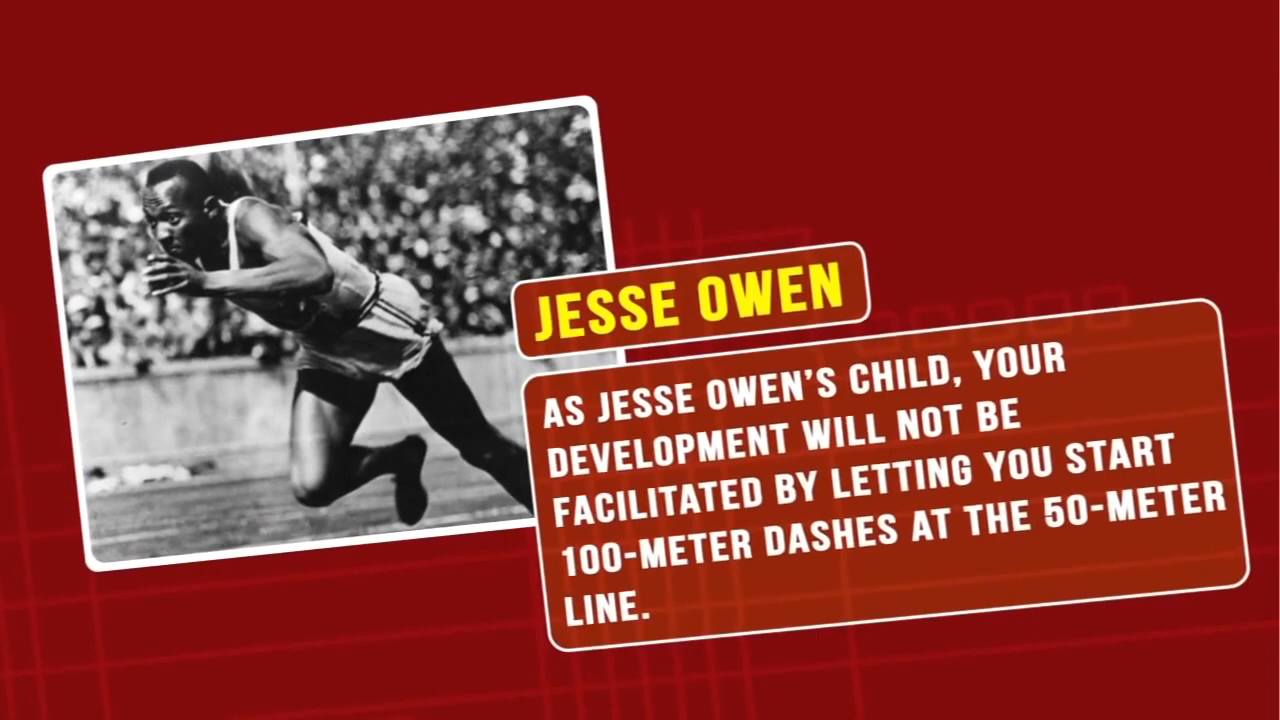 JESSE OWEN
AS JESSE OWEN’S CHILD, YOUR
DEVELOPMENT WILL NOT BE
FACILITATED BY LETTING YOU START
100-METER DASHES AT THE 50-METER
LINE.